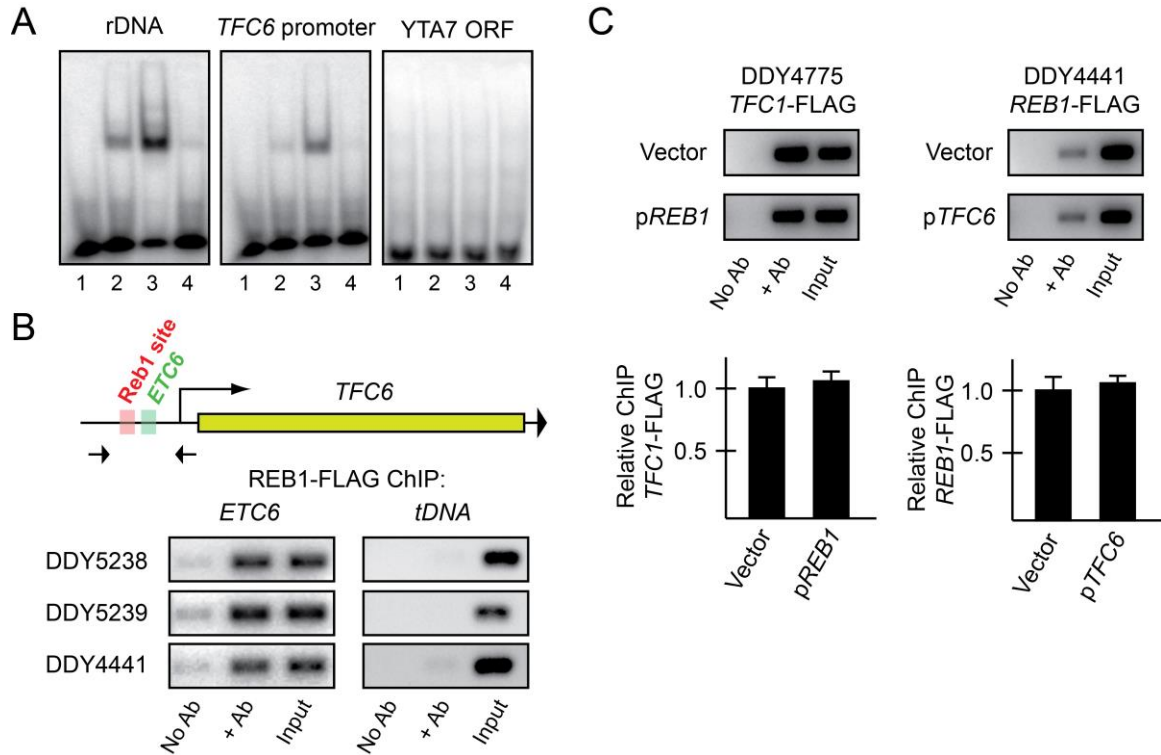 A
rDNA
TFC6 promoter
YTA7 ORF
1 2 3 4
1 2 3 4
1 2 3 4
B
Reb1 site
ETC6
TFC6
REB1-FLAG ChIP:
ETC6
tDNA
DDY5238
DDY5239
DDY4441
No Ab
+ Ab
Input
No Ab
+ Ab
Input
C
DDY4775
TFC1-FLAG
Vector
pREB1
No Ab
+ Ab
Input
DDY4441
REB1-FLAG
Vector
pTFC6
No Ab
+ Ab
Input
Relative ChIP
TFC1-FLAG
1.0
0.5
Vector
pREB1
Relative ChIP
REB1-FLAG
1.0
0.5
Vector
pTFC6